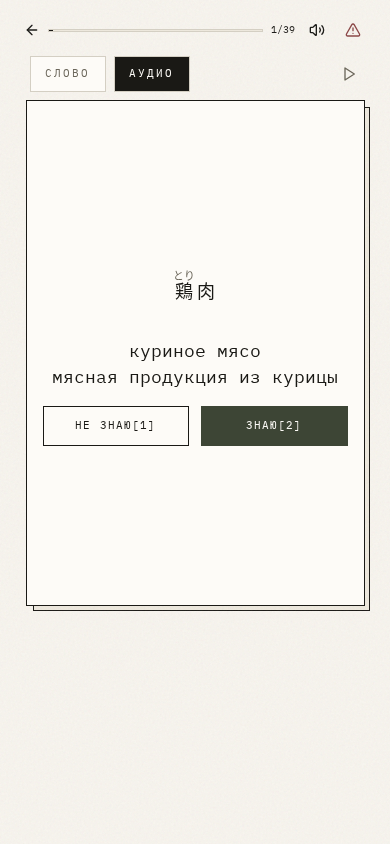 1/39
СЛОВО АУДИО
とり
鶏肉
куриное мясо
мясная продукция из курицы
НЕ ЗНАЮ[1] ЗНАЮ[2]